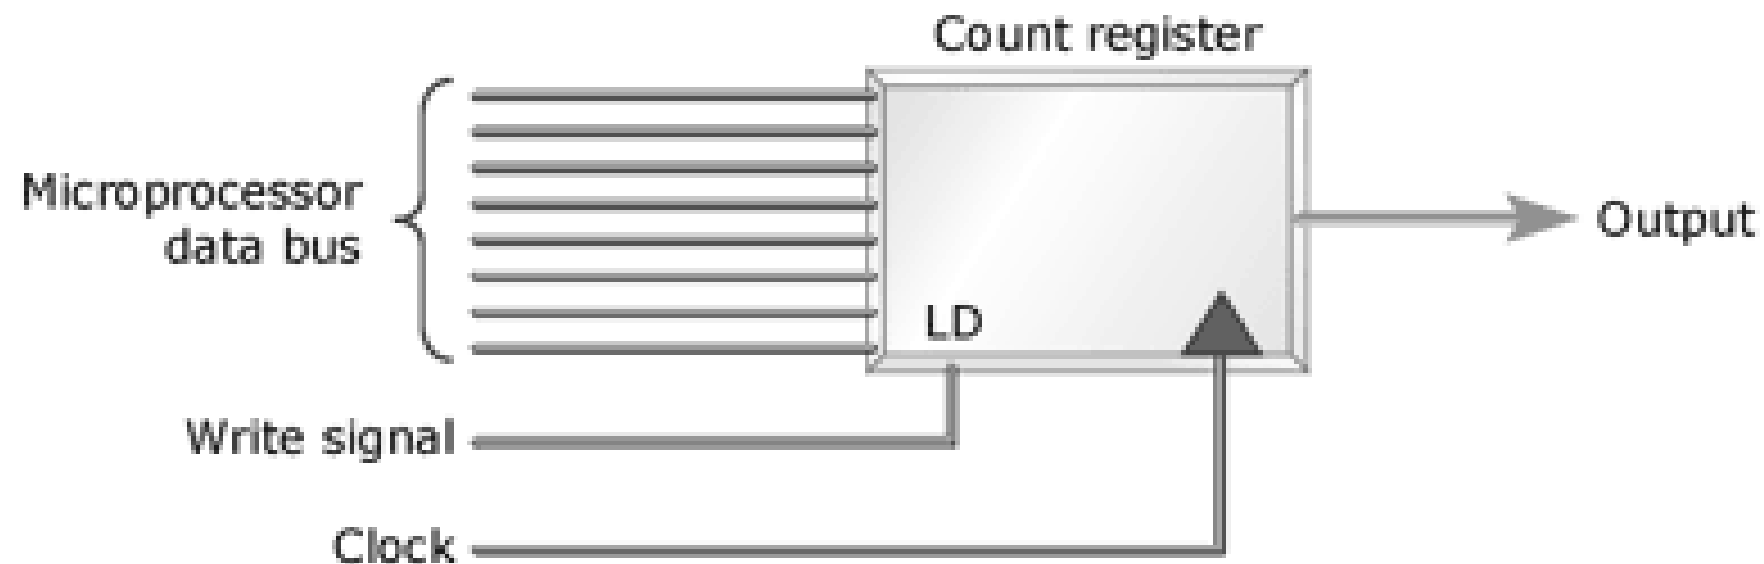 Count register
Microprocessor
data bus
Output
LD
Write signal
Clock